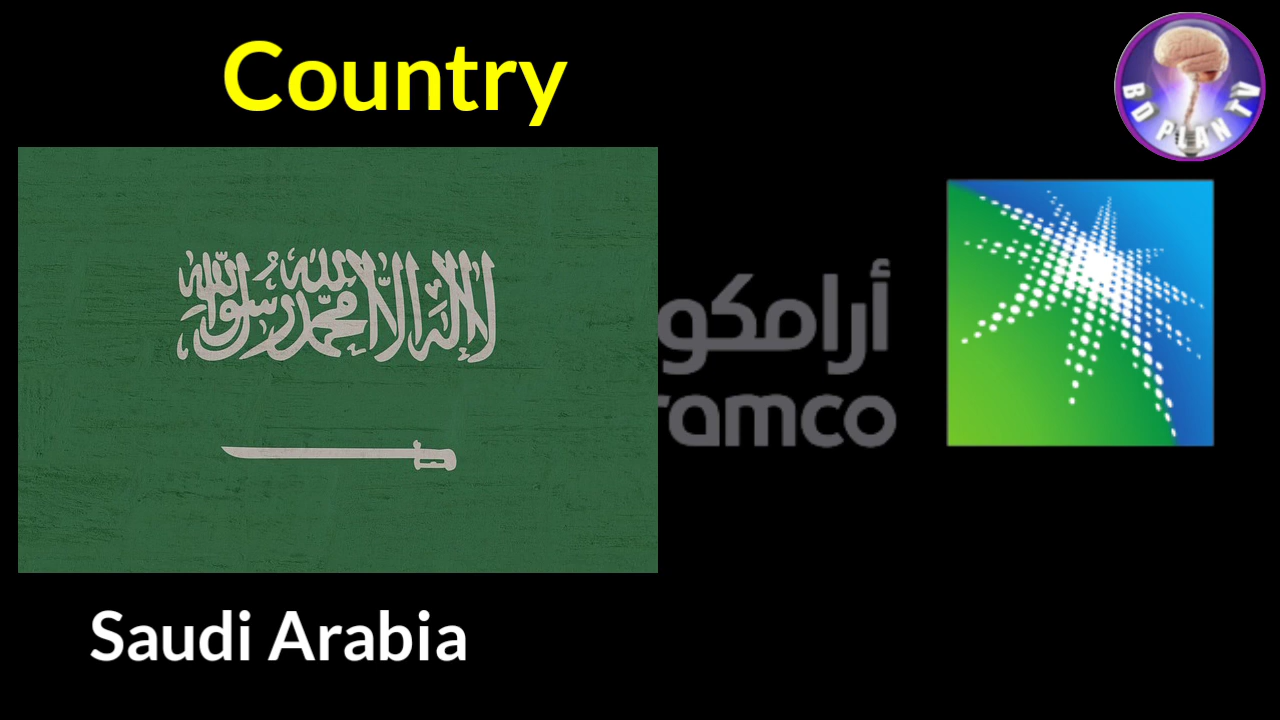 Country
BD PLAN TV
لا إله إلا الله محمد رسول الله
أرامكو
ramco
Saudi Arabia